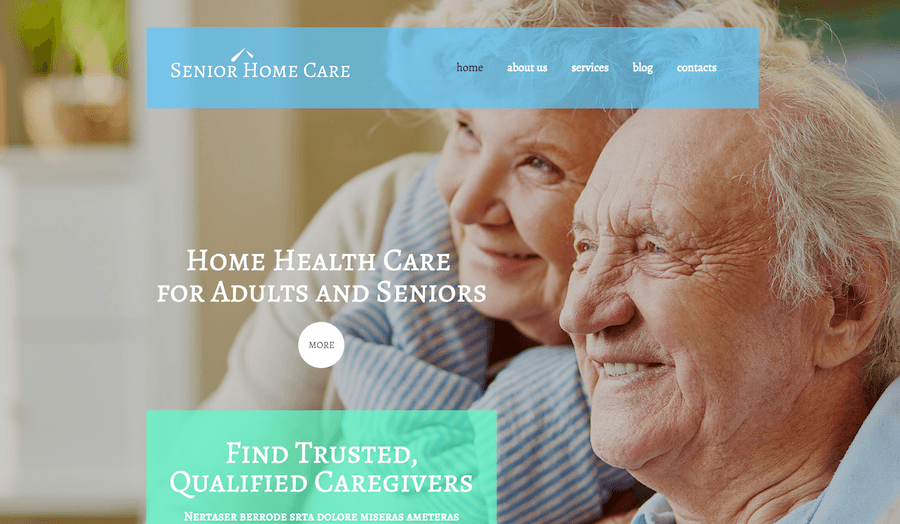 Senior Home Care
home about us services blog contacts
Home Health Care
for Adults and Seniors
MORE
Find Trusted,
Qualified Caregivers
Nertaser berrode srta dolore miseras ameteras